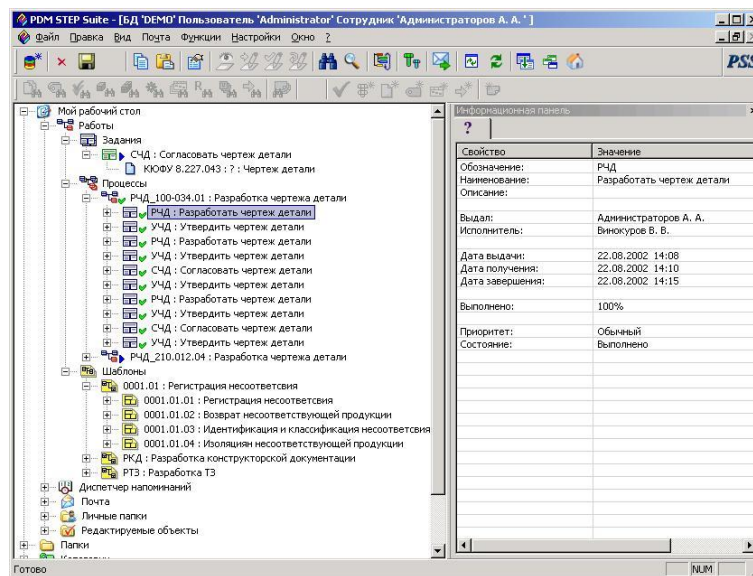 PDM STEP Suite - [БД 'DEMO' Пользователь 'Administrator' Сотрудник 'Администраторов А. А. ' ]
Файл Правка Вид Почта Функции Настройки Окно ?
PSS
Мой рабочий стол
Работы
Задания
СЧД : Согласовать чертеж детали
КЮФУ 8.227.043 : ? : Чертеж детали
Процессы
РЧД_100-034.01 : Разработка чертежа детали
РЧД : Разработать чертеж детали
УЧД : Утвердить чертеж детали
РЧД : Разработать чертеж детали
УЧД : Утвердить чертеж детали
СЧД : Согласовать чертеж детали
УЧД : Утвердить чертеж детали
РЧД : Разработать чертеж детали
УЧД : Утвердить чертеж детали
СЧД : Согласовать чертеж детали
УЧД : Утвердить чертеж детали
РЧД_210.012.04 : Разработка чертежа детали
Шаблоны
0001.01 : Регистрация несоответсвия
0001.01.01 : Регистрация несоответсвия
0001.01.02 : Возврат несоответствующей продукции
0001.01.03 : Идентификация и классификация несоответсвия
0001.01.04 : Изоляциян несоответствующей продукции
РКД : Разработка конструкторской документации
РТЗ : Разработка ТЗ
Диспетчер напоминаний
Почта
Личные папки
Редактируемые объекты
Папки
Информационная панель
?
Свойство Значение
Обозначение: РЧД
Наименование: Разработать чертеж детали
Описание:
Выдал: Администраторов А. А.
Исполнитель: Винокуров В. В.
Дата выдачи: 22.08.2002 14:08
Дата получения: 22.08.2002 14:10
Дата завершения: 22.08.2002 14:15
Выполнено: 100%
Приоритет: Обычный
Состояние: Выполнено
Готово
NUM